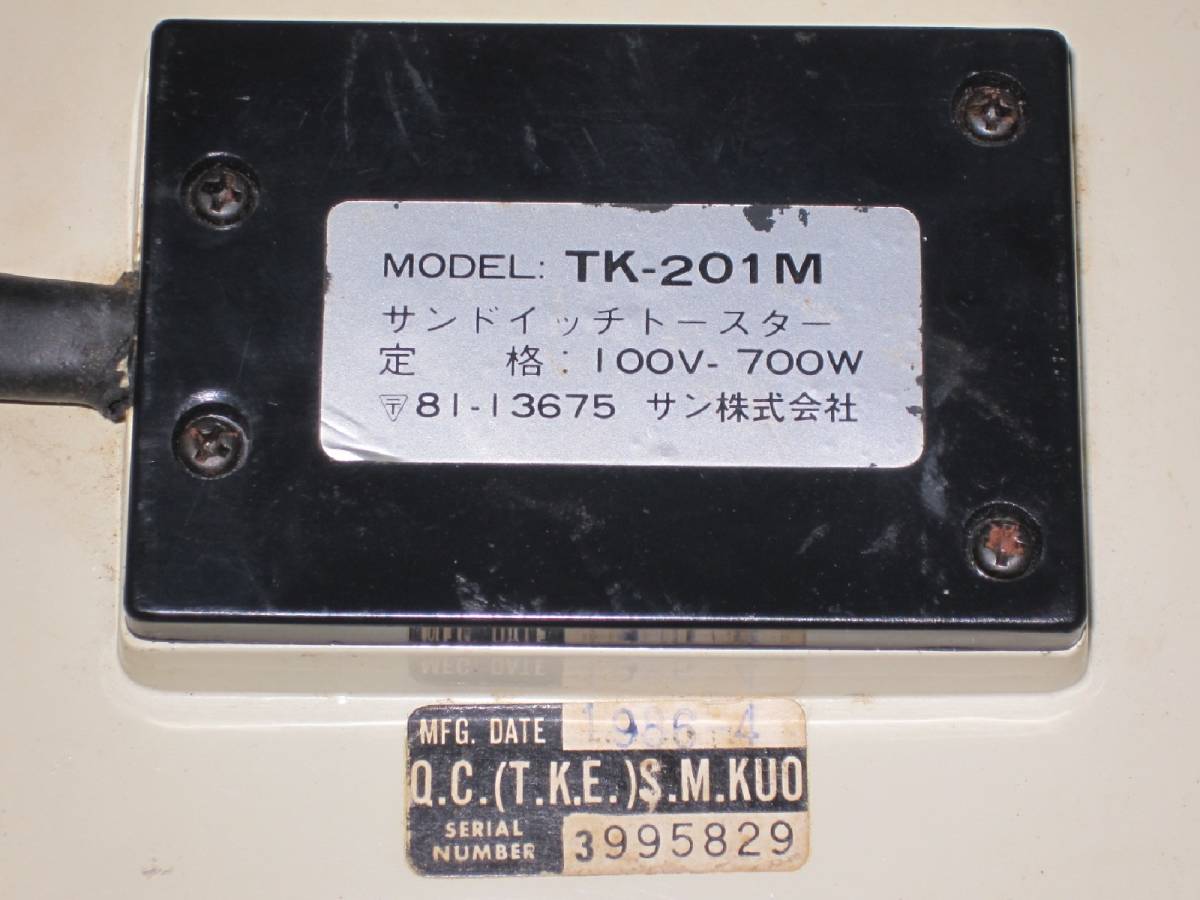 MODEL: TK-201M
サンドイッチトースター
定 格: 100V- 700W
〒81-13675 サン株式会社
MFG. DATE 1986-4
Q.C.(T.K.E.)S.M.KUO
SERIAL
NUMBER 3995829